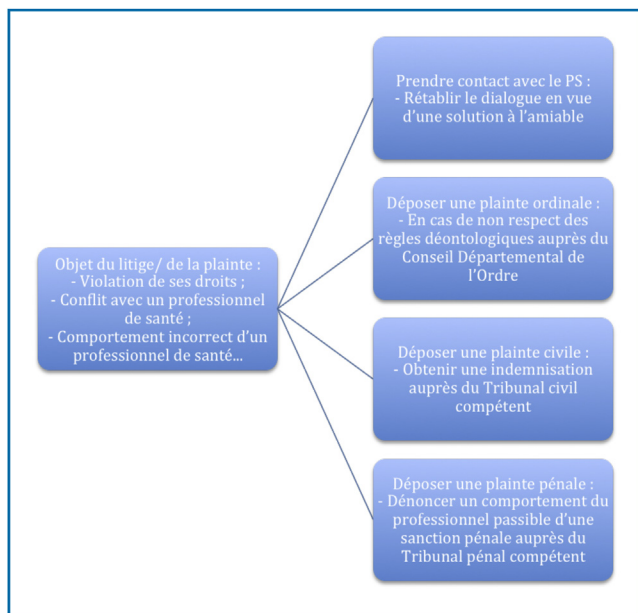 Objet du litige/ de la plainte :
- Violation de ses droits ;
- Conflit avec un professionnel
de santé ;
- Comportement incorrect d'un
professionnel de santé...
Prendre contact avec le PS :
- Rétablir le dialogue en vue
d'une solution à l'amiable
Déposer une plainte ordinale :
- En cas de non respect des
règles déontologiques auprès du
Conseil Départemental de
l'Ordre
Déposer une plainte civile :
- Obtenir une indemnisation
auprès du Tribunal civil
compétent
Déposer une plainte pénale :
- Dénoncer un comportement du
professionnel passible d'une
sanction pénale auprès du
Tribunal pénal compétent